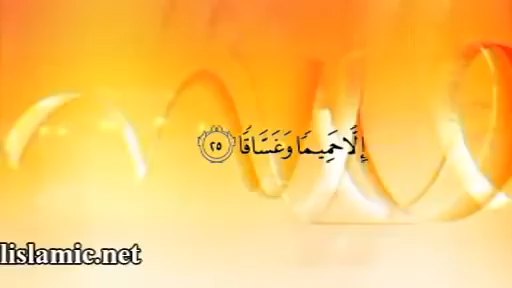 إِلَّا حَمِيمًا وَغَسَّاقًا ٢٥
lislamic.net